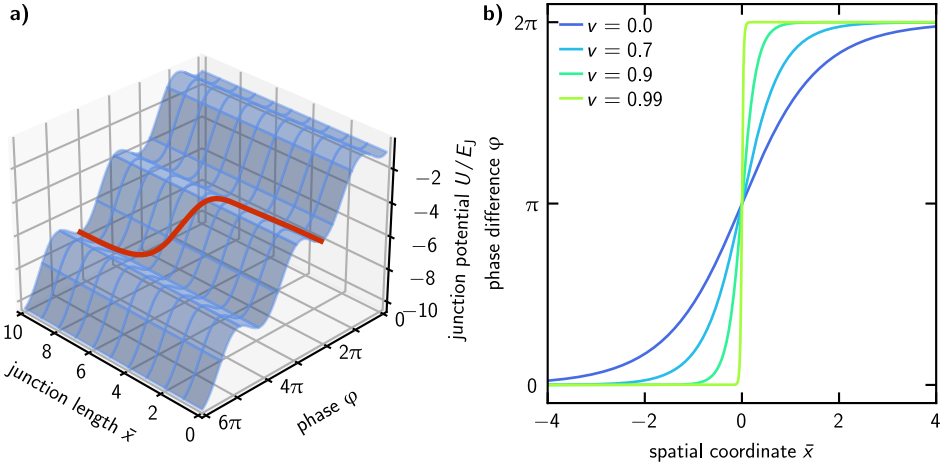 a)
−2
−4
−6
−8
−10
junction potential U/E_J
0
2π
4π
6π
phase φ
10
8
6
4
2
0
junction length x̄
b)
v = 0.0
v = 0.7
v = 0.9
v = 0.99
2π
π
0
phase difference φ
−4
−2
0
2
4
spatial coordinate x̄